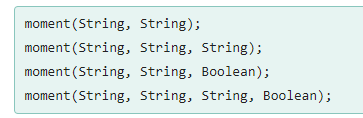 moment(String, String);
moment(String, String, String);
moment(String, String, Boolean);
moment(String, String, String, Boolean);